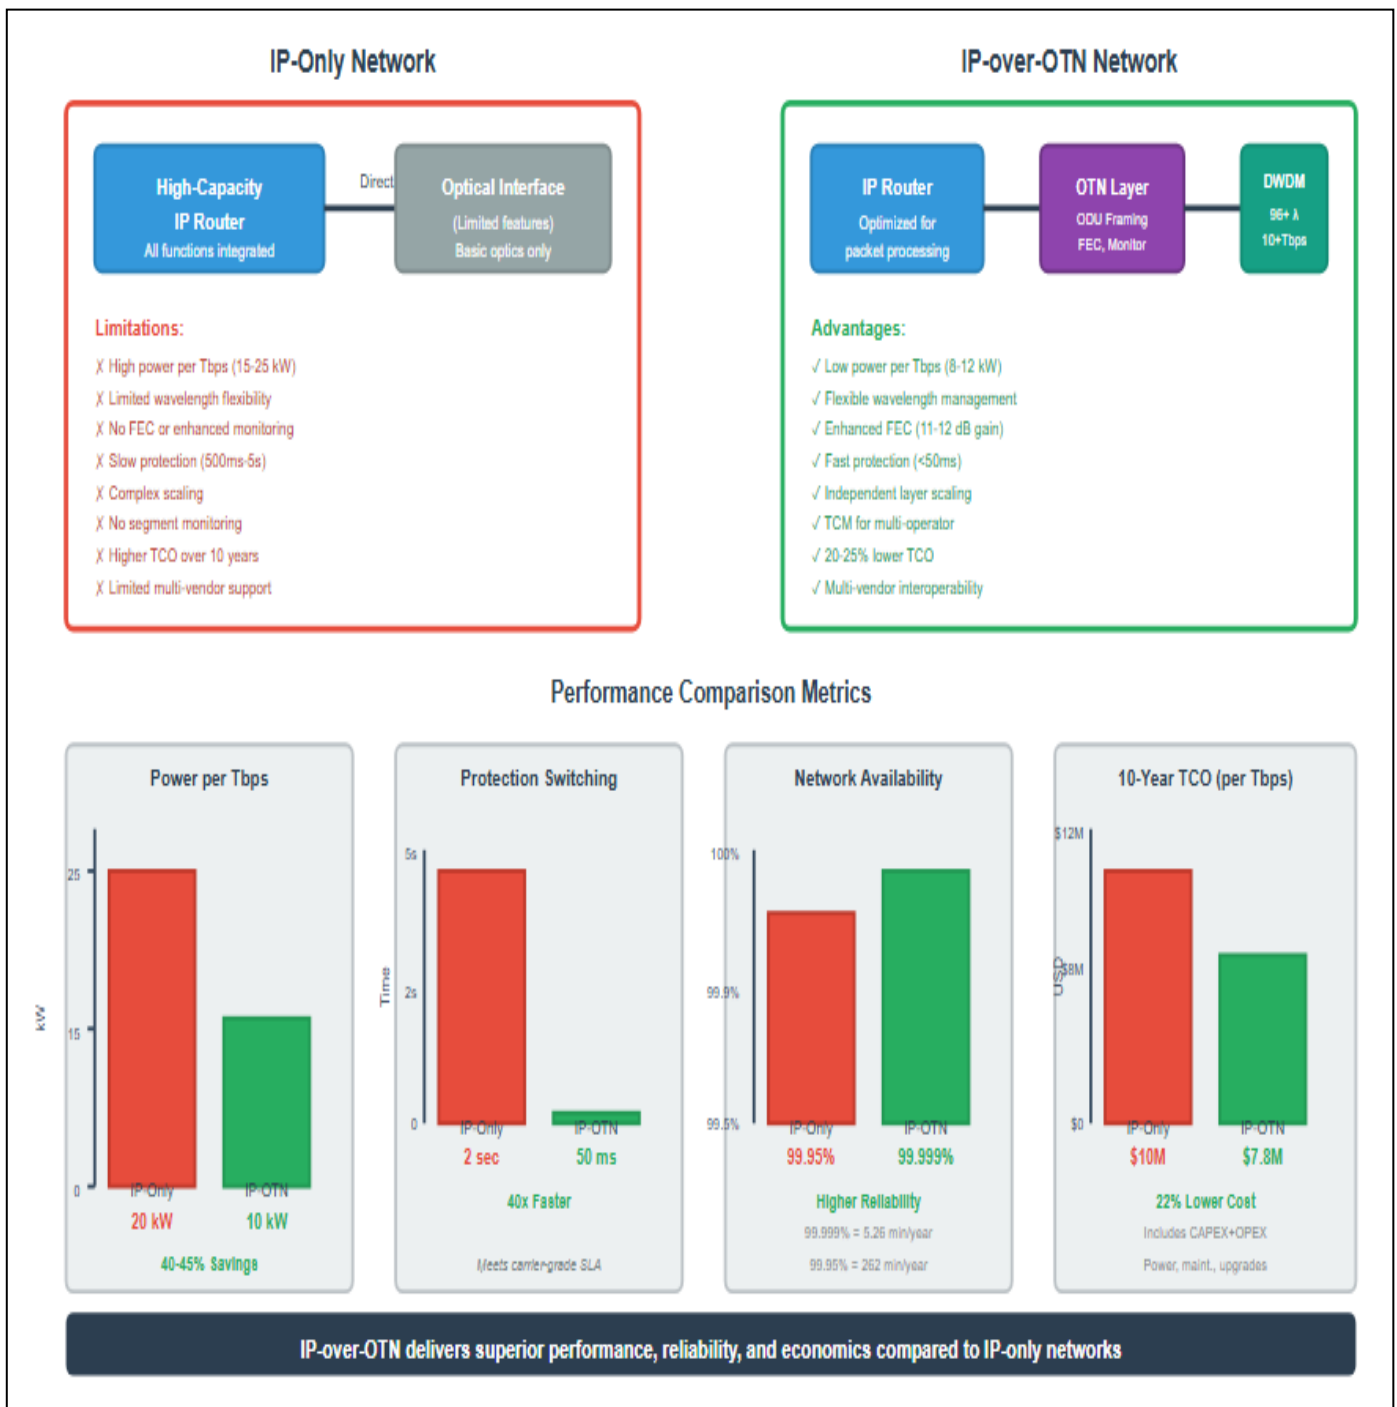 IP-Only Network
High-Capacity
IP Router
All functions integrated
Direct
Optical Interface
(Limited features)
Basic optics only
Limitations:
✗ High power per Tbps (15-25 kW)
✗ Limited wavelength flexibility
✗ No FEC or enhanced monitoring
✗ Slow protection (500ms-5s)
✗ Complex scaling
✗ No segment monitoring
✗ Higher TCO over 10 years
✗ Limited multi-vendor support
IP-over-OTN Network
IP Router
Optimized for
packet processing
OTN Layer
ODU Framing
FEC, Monitor
DWDM
96+ λ
10+Tbps
Advantages:
✓ Low power per Tbps (8-12 kW)
✓ Flexible wavelength management
✓ Enhanced FEC (11-12 dB gain)
✓ Fast protection (<50ms)
✓ Independent layer scaling
✓ TCM for multi-operator
✓ 20-25% lower TCO
✓ Multi-vendor interoperability
Performance Comparison Metrics
Power per Tbps
kW
25
15
0
IP-Only
IP-OTN
20 kW
10 kW
40-45% Savings
Protection Switching
Time
5s
2s
0
IP-Only
IP-OTN
2 sec
50 ms
40x Faster
Meets carrier-grade SLA
Network Availability
100%
99.9%
99.5%
IP-Only
IP-OTN
99.95%
99.999%
Higher Reliability
99.999% = 5.26 min/year
99.95% = 262 min/year
10-Year TCO (per Tbps)
USD
$12M
$8M
$0
IP-Only
IP-OTN
$10M
$7.8M
22% Lower Cost
Includes CAPEX+OPEX
Power, maint., upgrades
IP-over-OTN delivers superior performance, reliability, and economics compared to IP-only networks